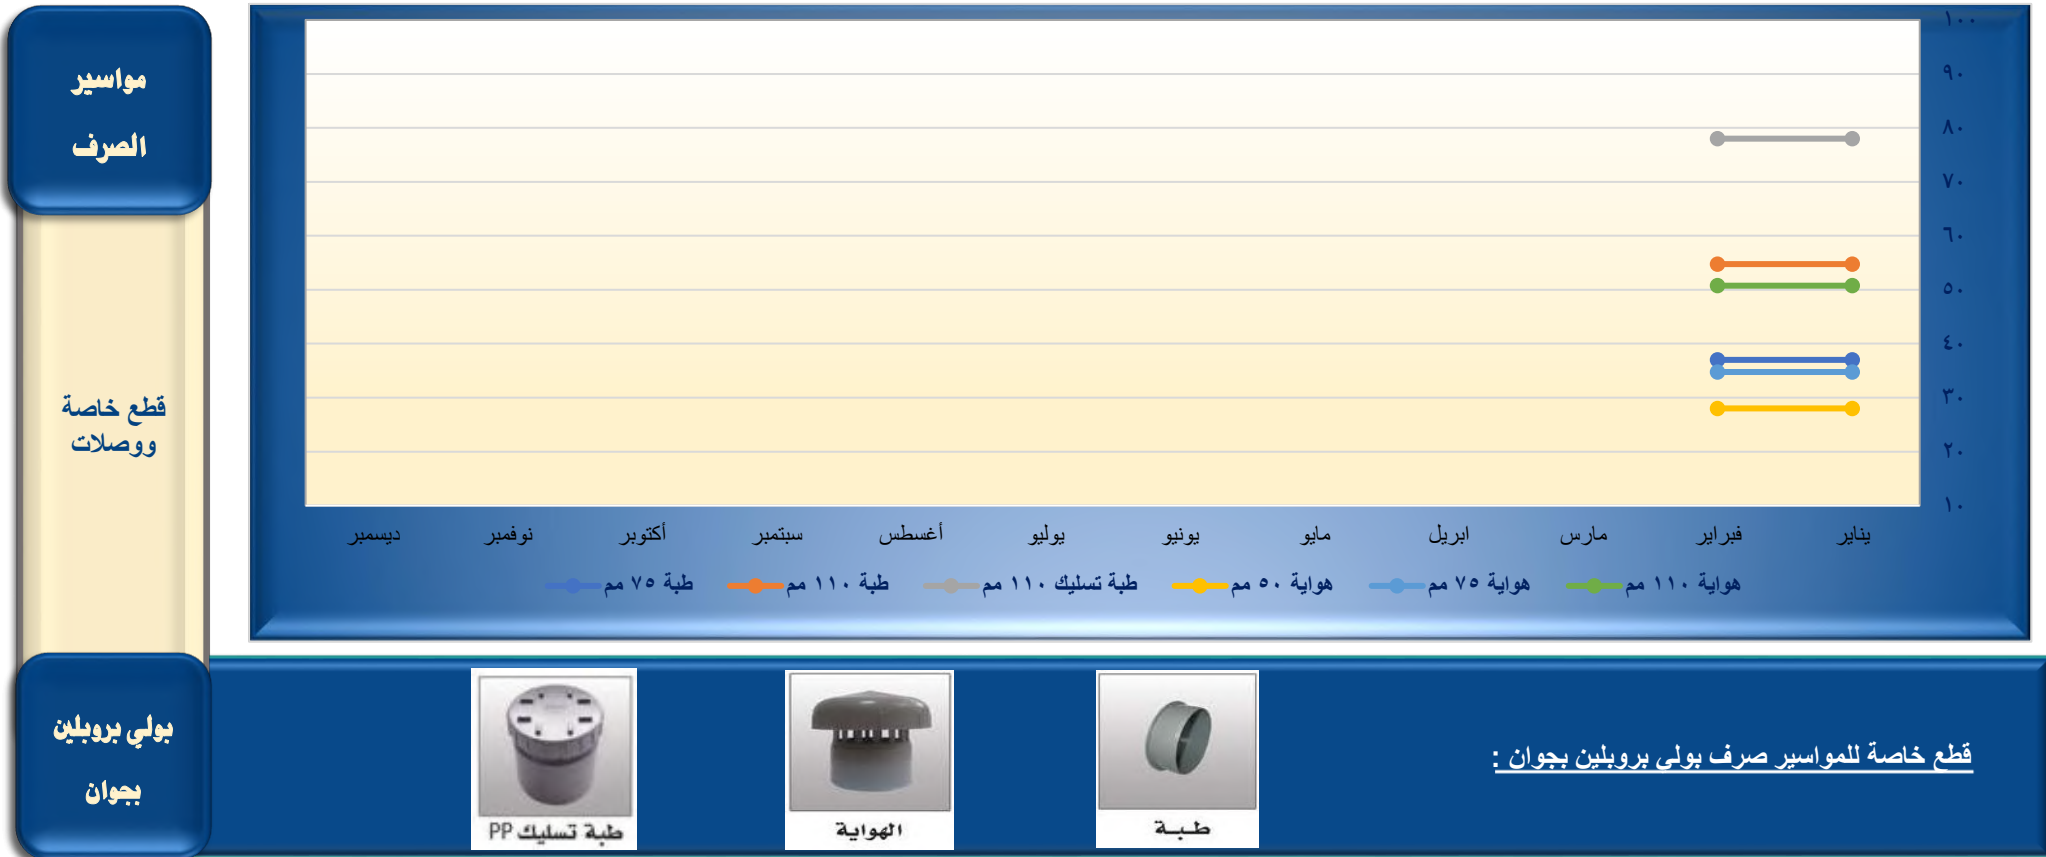 مواسير
الصرف
قطع خاصة
ووصلات
بولي بروبلين
بجوان
١٠٠
٩٠
٨٠
٧٠
٦٠
٥٠
٤٠
٣٠
٢٠
١٠
يناير فبراير مارس ابريل مايو يونيو يوليو أغسطس سبتمبر أكتوبر نوفمبر ديسمبر
هواية ١١٠ مم هواية ٧٥ مم هواية ٥٠ مم طبة تسليك ١١٠ مم طبة ١١٠ مم طبة ٧٥ مم
قطع خاصة للمواسير صرف بولي بروبلين بجوان :
طبة
الهواية
طبة تسليك PP